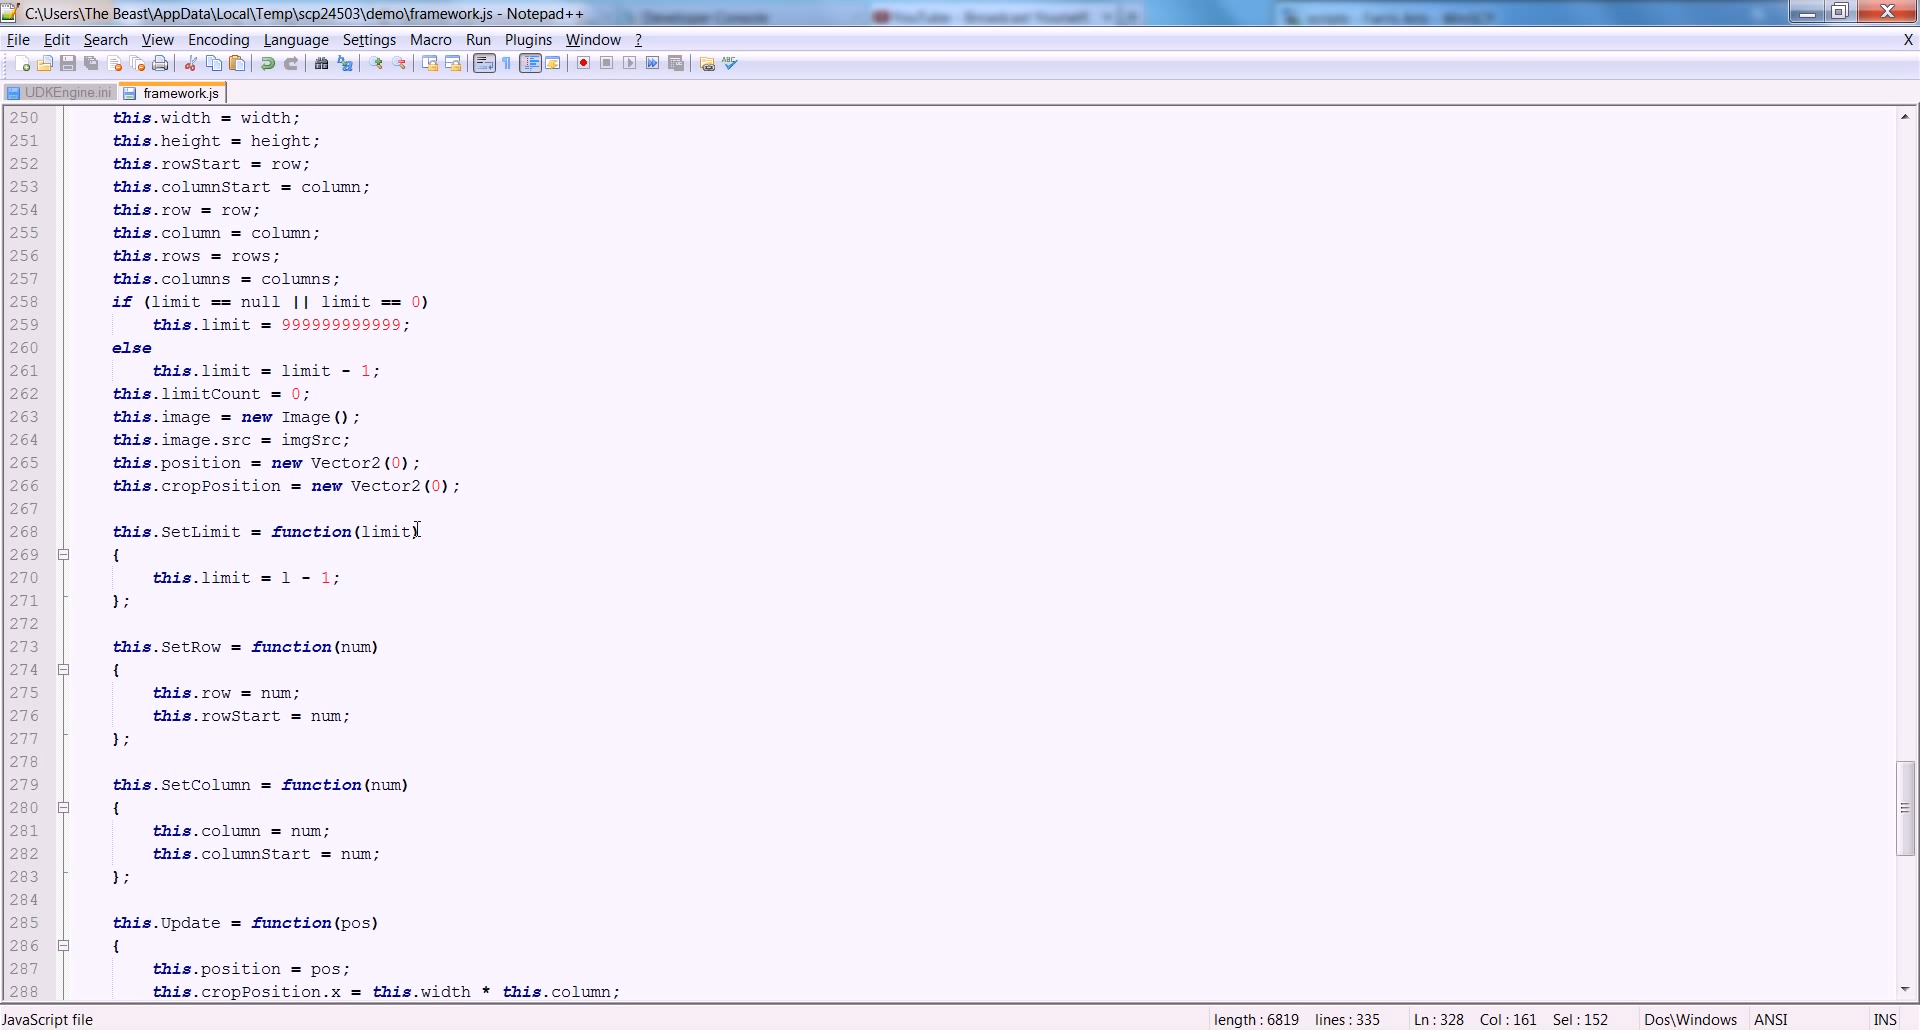 C:\Users\The Beast\AppData\Local\Temp\scp24503\demo\framework.js - Notepad++
File Edit Search View Encoding Language Settings Macro Run Plugins Window ? X
UDKEngine.ini framework.js
250 this.width = width;
251 this.height = height;
252 this.rowStart = row;
253 this.columnStart = column;
254 this.row = row;
255 this.column = column;
256 this.rows = rows;
257 this.columns = columns;
258 if (limit == null || limit == 0)
259 this.limit = 999999999999;
260 else
261 this.limit = limit - 1;
262 this.limitCount = 0;
263 this.image = new Image();
264 this.image.src = imgSrc;
265 this.position = new Vector2(0);
266 this.cropPosition = new Vector2(0);
267
268 this.SetLimit = function(limit)
269 {
270 this.limit = l - 1;
271 };
272
273 this.SetRow = function(num)
274 {
275 this.row = num;
276 this.rowStart = num;
277 };
278
279 this.SetColumn = function(num)
280 {
281 this.column = num;
282 this.columnStart = num;
283 };
284
285 this.Update = function(pos)
286 {
287 this.position = pos;
288 this.cropPosition.x = this.width * this.column;
JavaScript file length : 6819 lines : 335 Ln : 328 Col : 161 Sel : 152 Dos\Windows ANSI INS